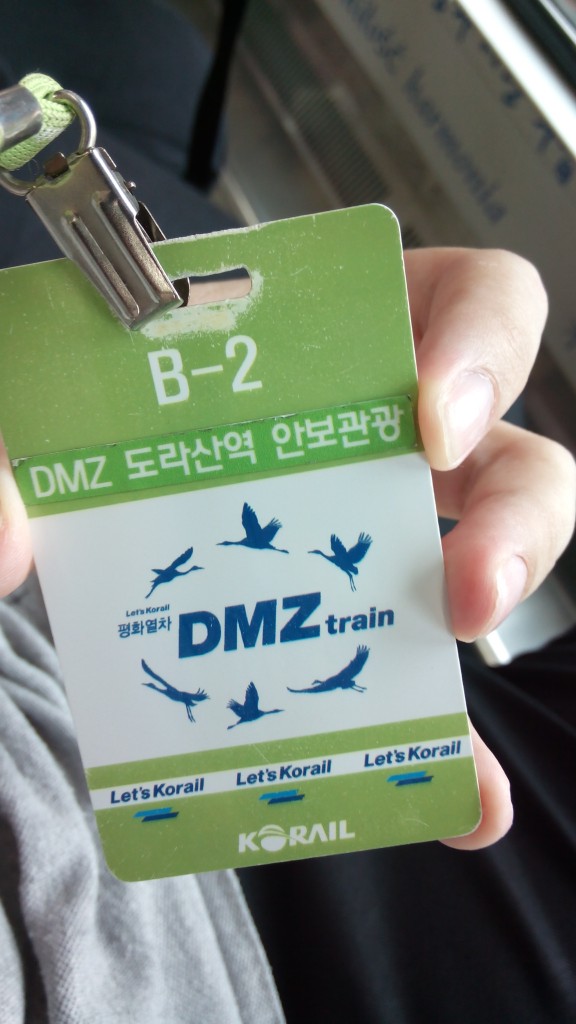 harmonia
B-2
DMZ 도라산역 안보관광
Let's Korail
평화열차
DMZ train
Let's Korail
Let's Korail
Let's Korail
KORAIL